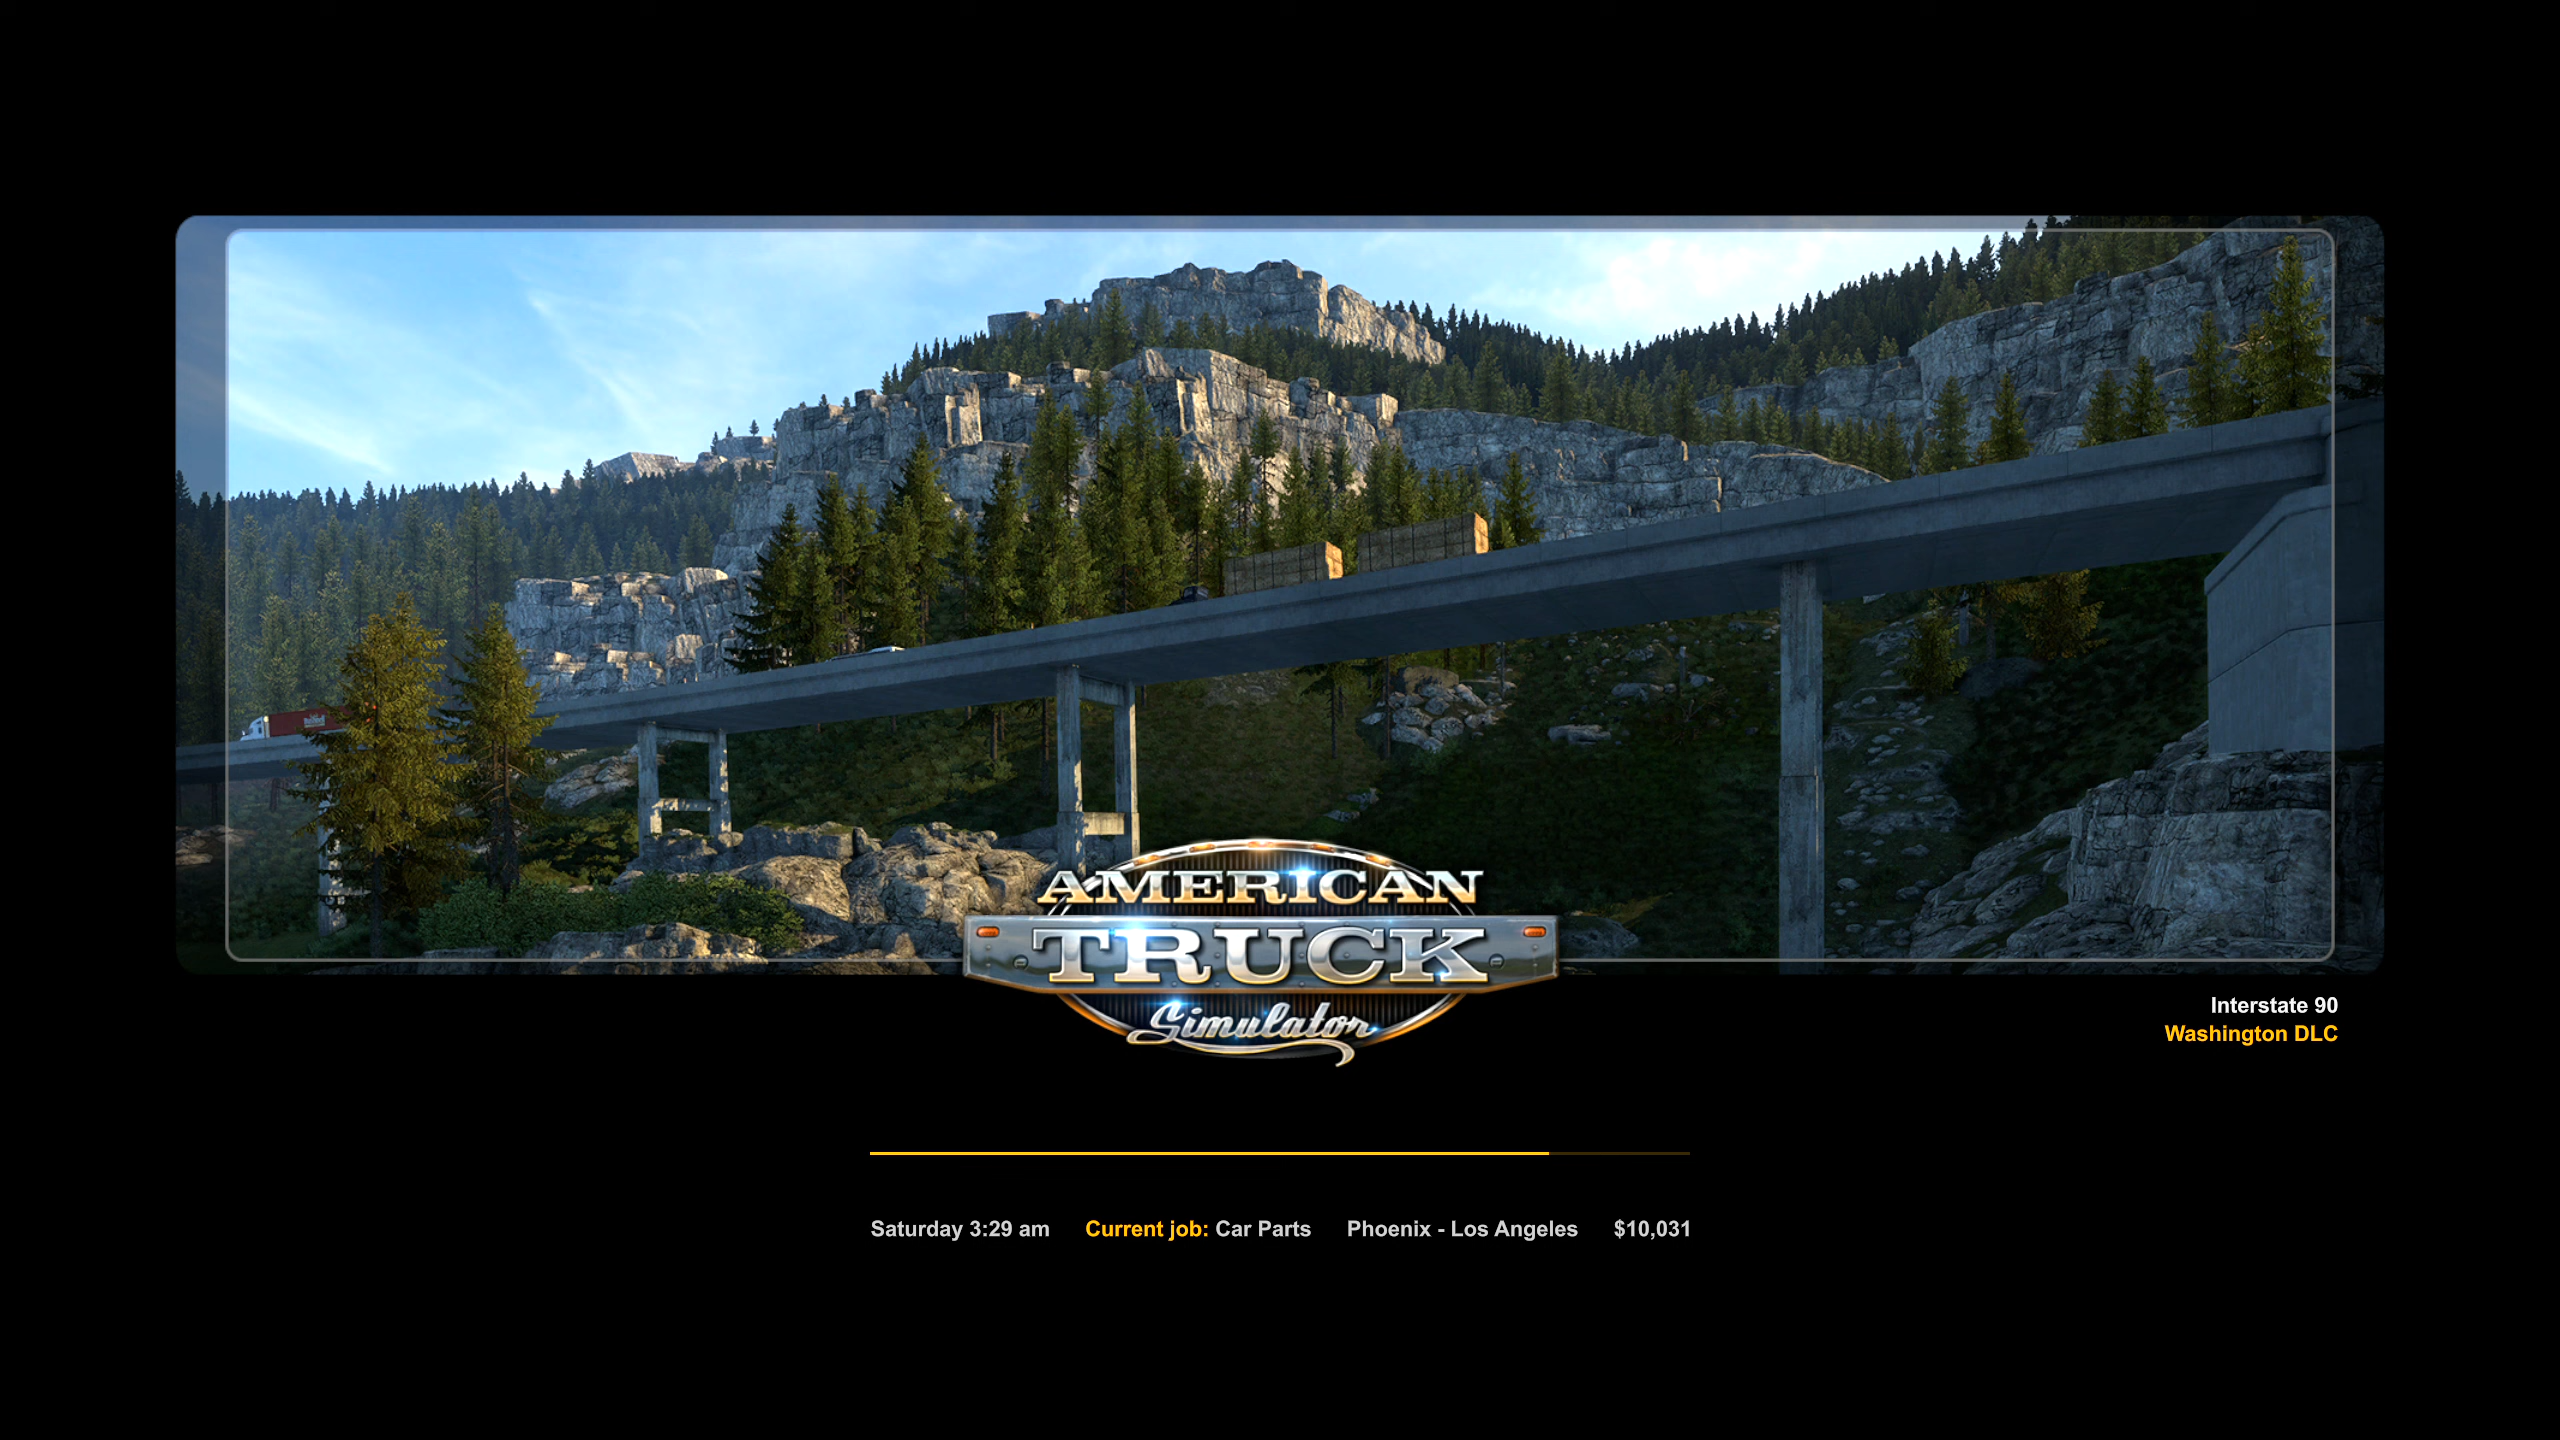 AMERICAN
TRUCK
Simulator
Interstate 90
Washington DLC
Saturday 3:29 am Current job: Car Parts Phoenix - Los Angeles $10,031